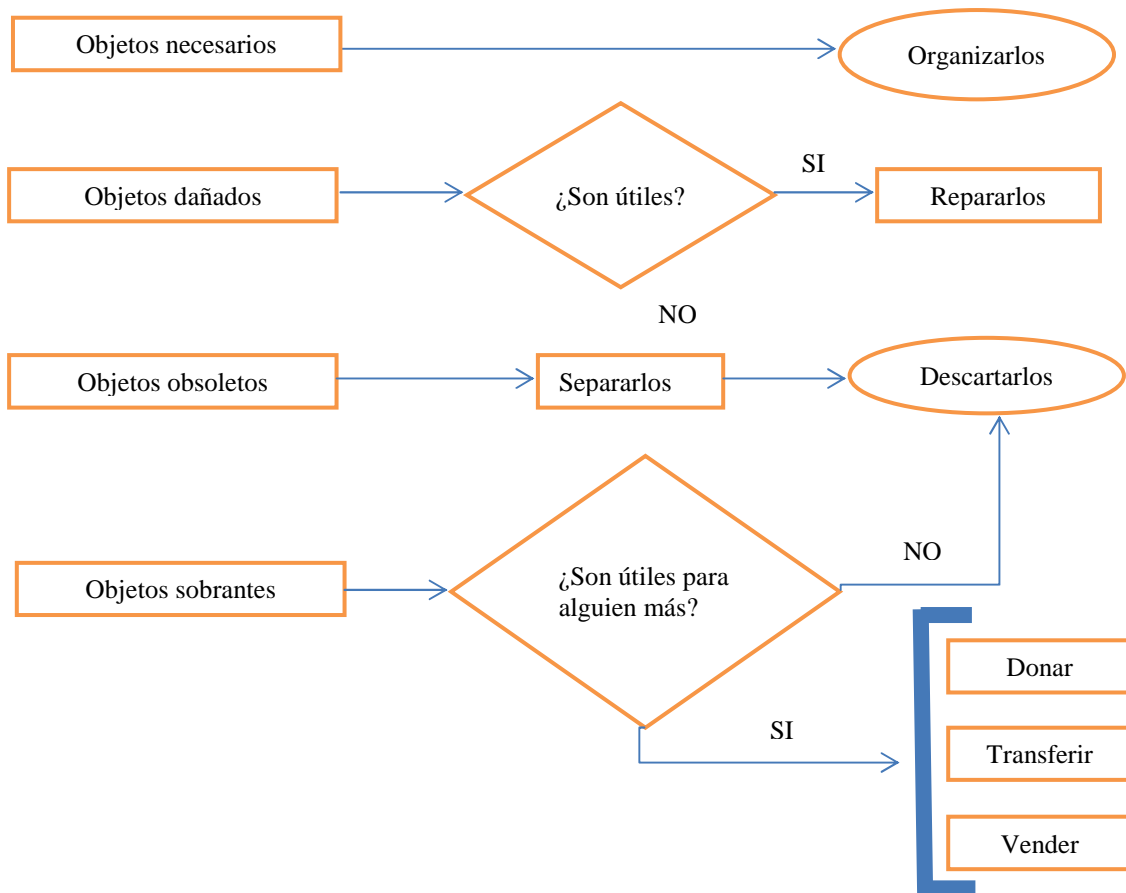 Objetos necesarios
Organizarlos
Objetos dañados
¿Son útiles?
SI
Repararlos
NO
Objetos obsoletos
Separarlos
Descartarlos
Objetos sobrantes
¿Son útiles para
alguien más?
NO
SI
Donar
Transferir
Vender